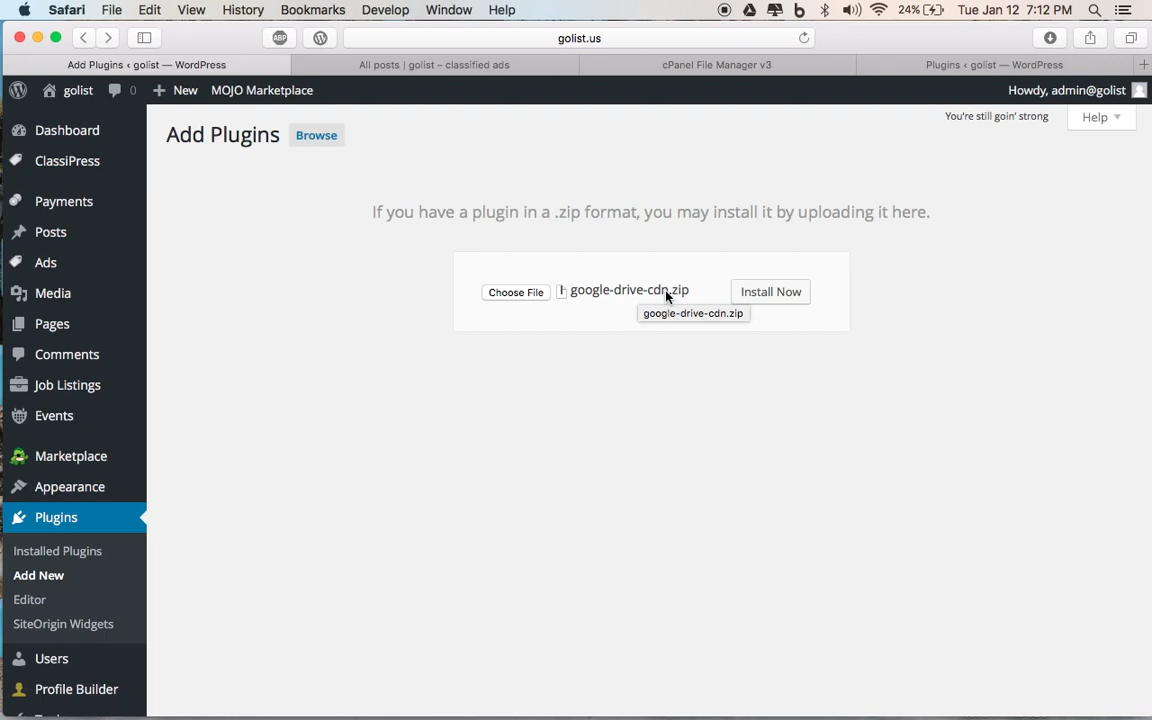 Safari File Edit View History Bookmarks Develop Window Help 24% Tue Jan 12 7:12 PM
ABP golist.us
Add Plugins ‹ golist — WordPress All posts | golist – classified ads cPanel File Manager v3 Plugins ‹ golist — WordPress
golist 0 New MOJO Marketplace Howdy, admin@golist
You're still goin' strong Help
Add Plugins Browse
Dashboard
ClassiPress
Payments
Posts
Ads
Media
Pages
Comments
Job Listings
Events
Marketplace
Appearance
Plugins
Installed Plugins
Add New
Editor
SiteOrigin Widgets
Users
Profile Builder
If you have a plugin in a .zip format, you may install it by uploading it here.
Choose File google-drive-cdn.zip Install Now
google-drive-cdn.zip